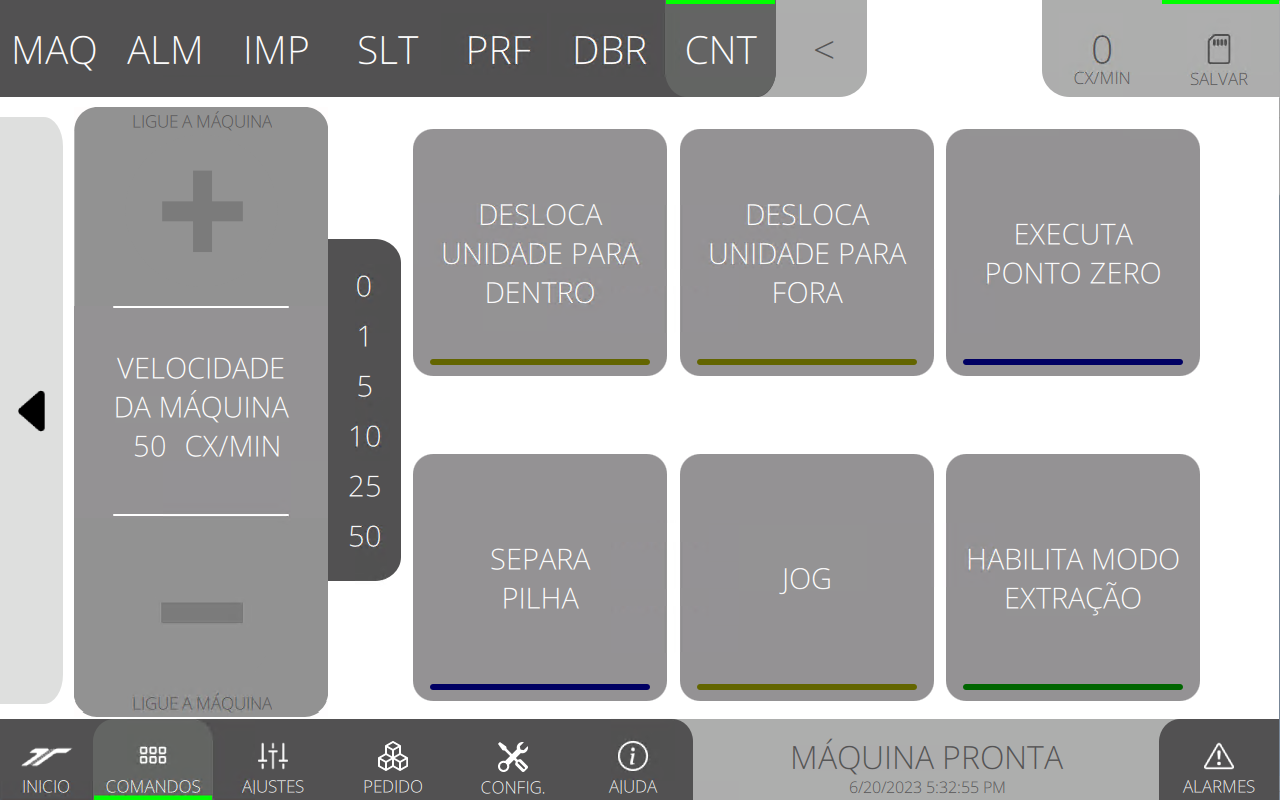 MAQ ALM IMP SLT PRF DBR CNT <
0
CX/MIN
SALVAR
LIGUE A MÁQUINA
VELOCIDADE
DA MÁQUINA
50 CX/MIN
LIGUE A MÁQUINA
0
1
5
10
25
50
DESLOCA
UNIDADE PARA
DENTRO
DESLOCA
UNIDADE PARA
FORA
EXECUTA
PONTO ZERO
SEPARA
PILHA
JOG
HABILITA MODO
EXTRAÇÃO
INICIO
COMANDOS
AJUSTES
PEDIDO
CONFIG.
AJUDA
MÁQUINA PRONTA
6/20/2023 5:32:55 PM
ALARMES